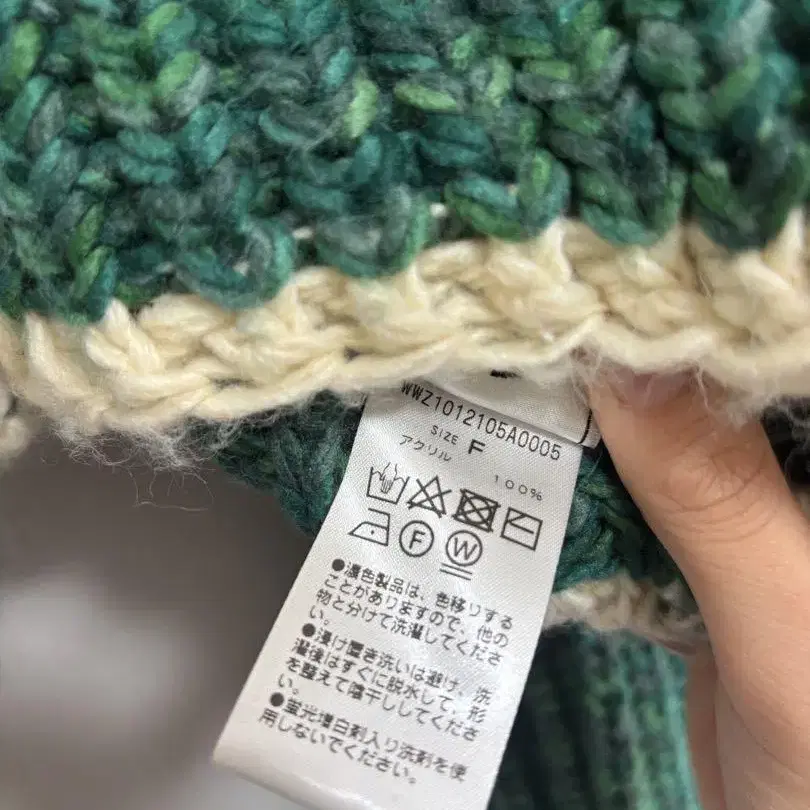 WWZ1012105A0005
SIZE F
アクリル 100%
F W
●濃色製品は、色移りする
ことがありますので、他の
物と分けて洗濯してくださ
い。
●浸け置き洗いは避け、洗
濯後はすぐに脱水して、形
を整えて陰干ししてくださ
い。
●蛍光増白剤入り洗剤を使
用しないでください。